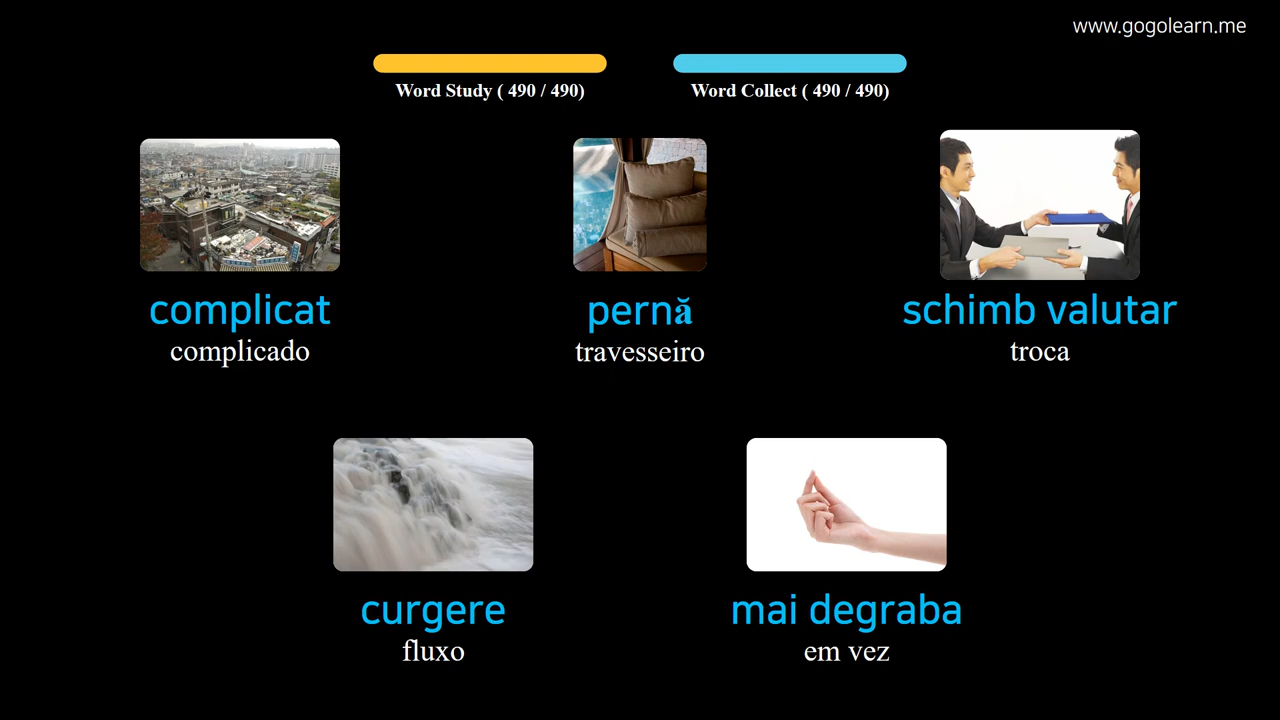 www.gogolearn.me
Word Study ( 490 / 490)
Word Collect ( 490 / 490)
complicat
complicado
pernă
travesseiro
schimb valutar
troca
curgere
fluxo
mai degraba
em vez